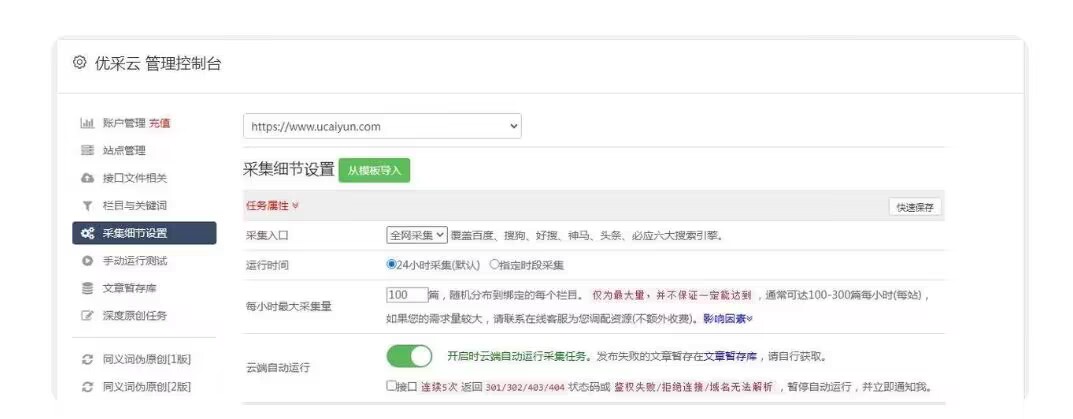 优采云 管理控制台
账户管理 充值
站点管理
接口文件相关
栏目与关键词
采集细节设置
手动运行测试
文章暂存库
深度原创任务
同义词伪原创[1版]
同义词伪原创[2版]
https://www.ucaiyun.com
采集细节设置 从模板导入
任务属性 快速保存
采集入口 全网采集 覆盖百度、搜狗、好搜、神马、头条、必应六大搜索引擎。
运行时间 24小时采集(默认) 指定时段采集
每小时最大采集量 100 篇，随机分布到绑定的每个栏目。 仅为最大量，并不保证一定能达到，通常可达100-300篇每小时(每站)，
如果您的需求量较大，请联系在线客服为您调配资源(不额外收费)。影响因素
云端自动运行 开启时云端自动运行采集任务。发布失败的文章暂存在文章暂存库，请自行获取。
接口 连续5次 返回 301/302/403/404 状态码或 鉴权失败/拒绝连接/域名无法解析，暂停自动运行，并立即通知我。